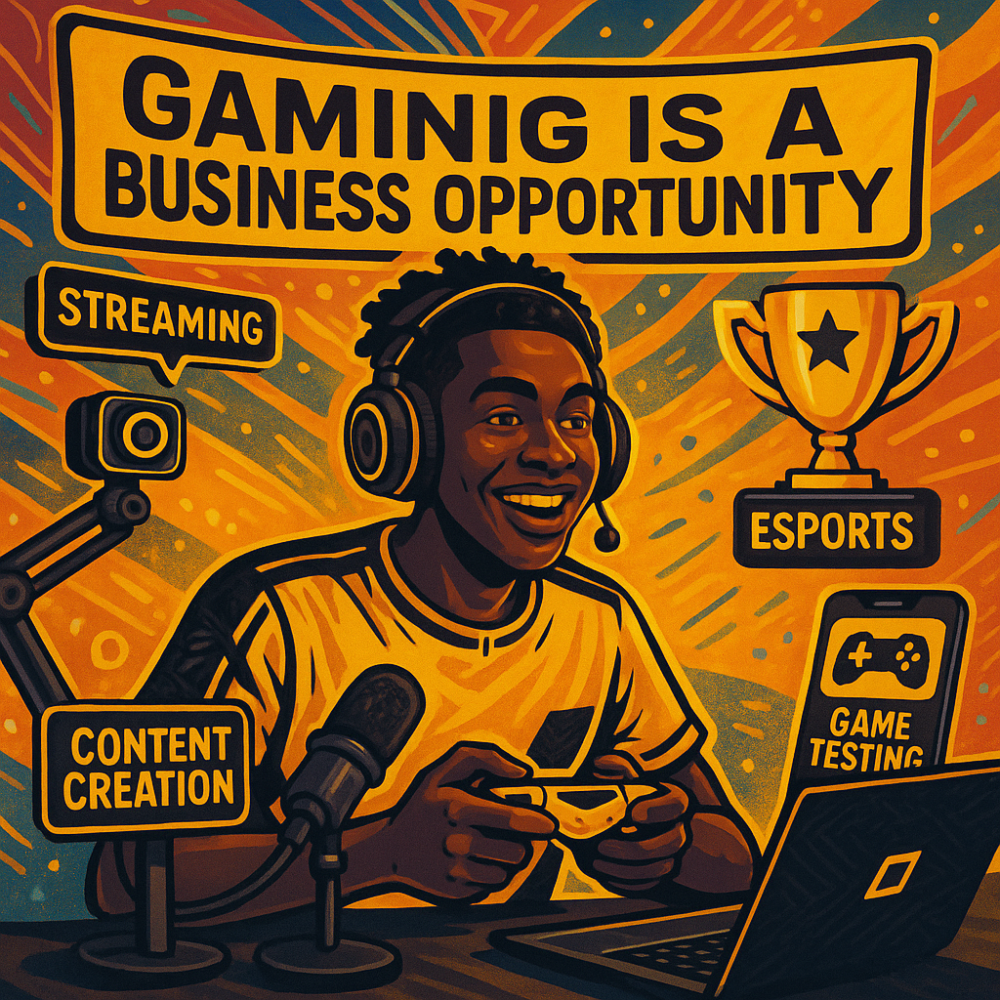 GAMINIG IS A
BUSINESS OPPORTUNITY
STREAMING
ESPORTS
CONTENT
CREATION
GAME
TESTING